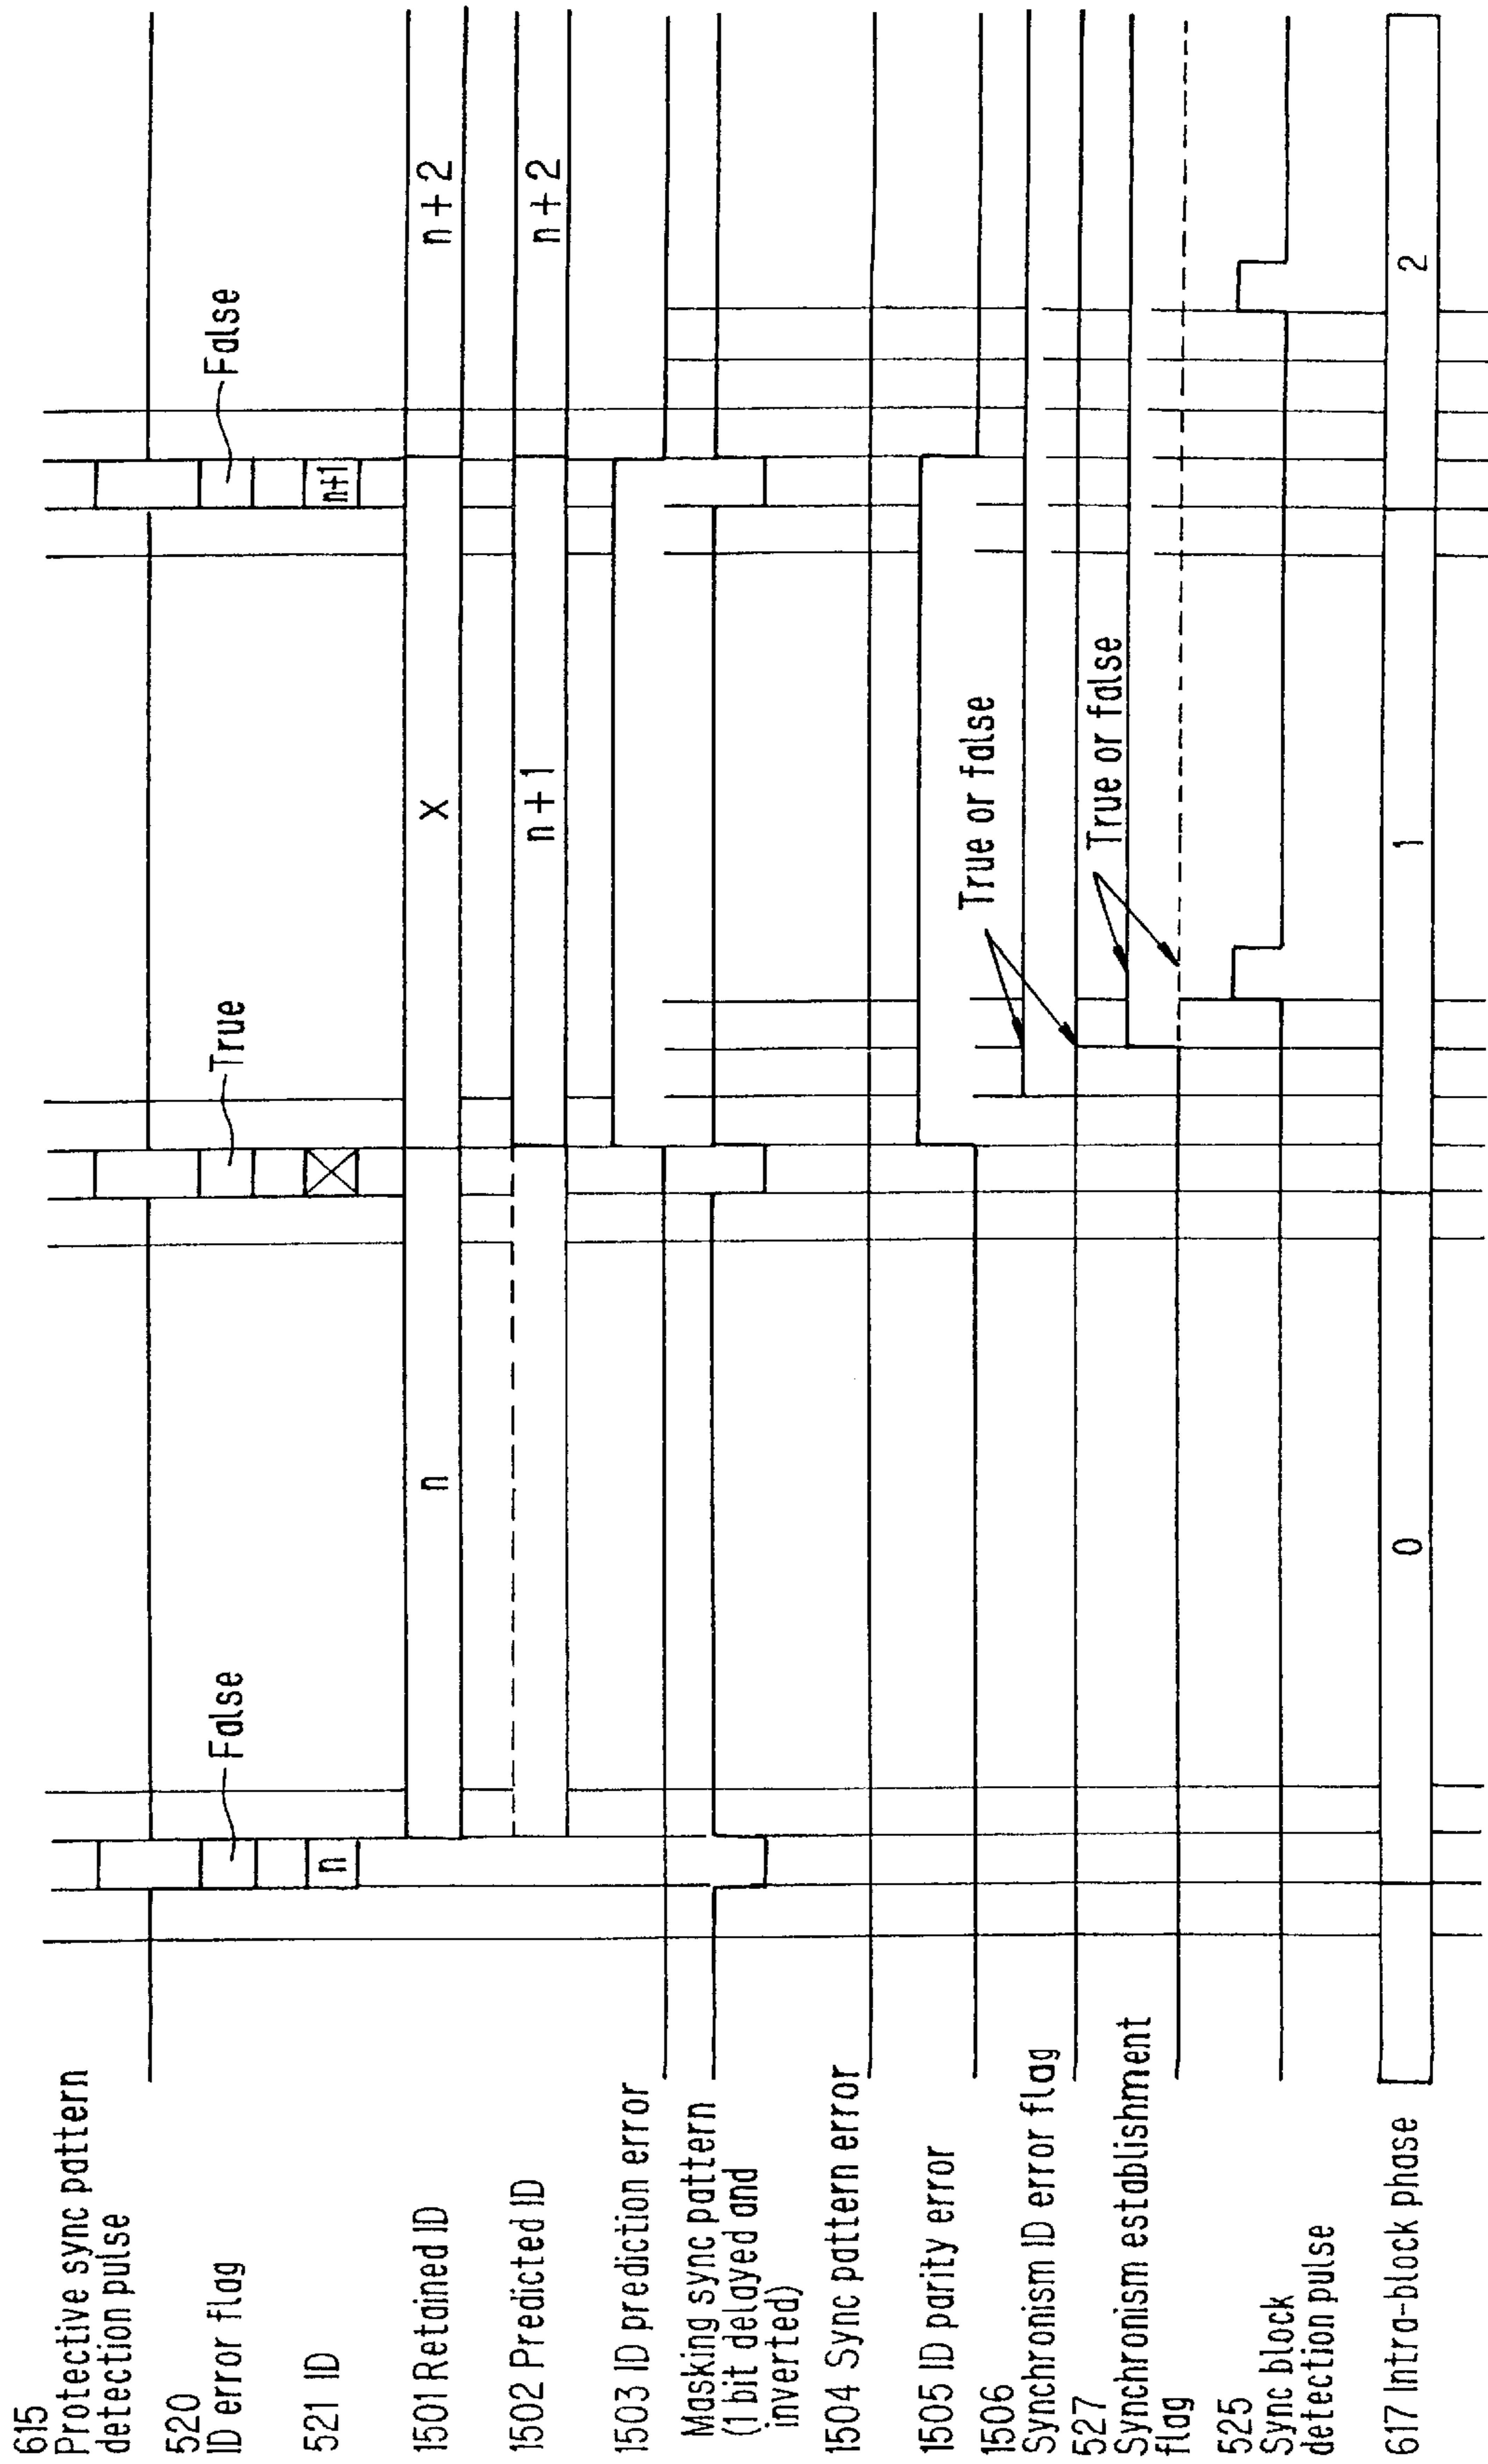 615
Protective sync pattern
detection pulse
False
True
False
520
ID error flag
521 ID
n
n+1
1501 Retained ID
n
X
n+2
1502 Predicted ID
n+1
n+2
1503 ID prediction error
Masking sync pattern
(1 bit delayed and
inverted)
1504 Sync pattern error
1505 ID parity error
True or false
1506
Synchronism ID error flag
True or false
527
Synchronism establishment
flag
525
Sync block
detection pulse
617 Intra-block phase
0
1
2